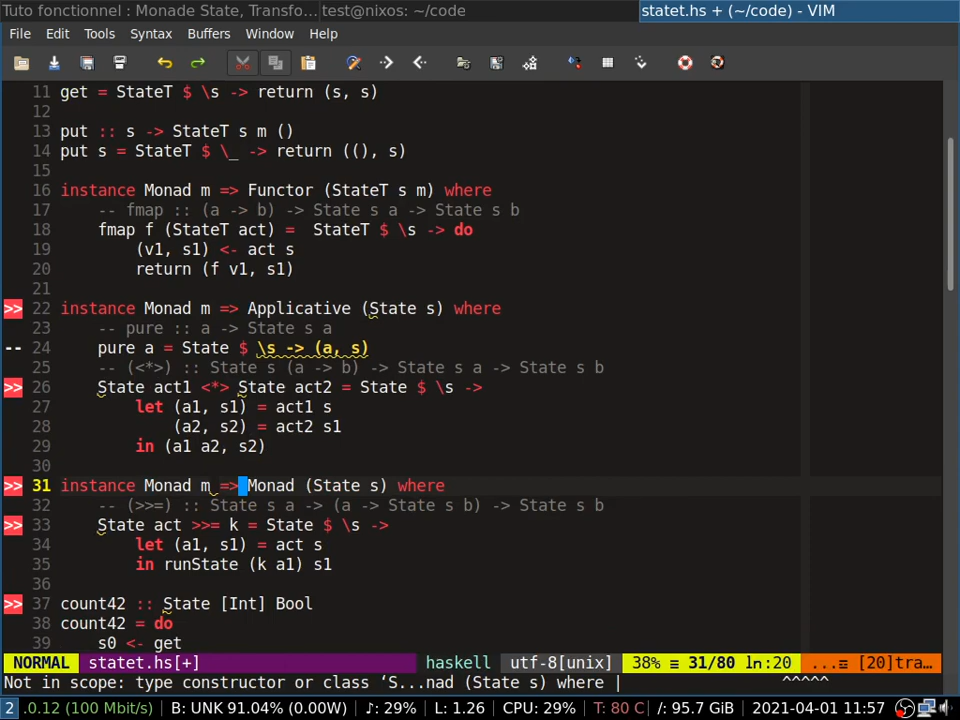 Tuto fonctionnel : Monade State, Transfo... test@nixos: ~/code statet.hs + (~/code) - VIM
File Edit Tools Syntax Buffers Window Help
11 get = StateT $ \s -> return (s, s)
12
13 put :: s -> StateT s m ()
14 put s = StateT $ \_ -> return ((), s)
15
16 instance Monad m => Functor (StateT s m) where
17 -- fmap :: (a -> b) -> State s a -> State s b
18 fmap f (StateT act) =  StateT $ \s -> do
19 (v1, s1) <- act s
20 return (f v1, s1)
21
>> 22 instance Monad m => Applicative (State s) where
23 -- pure :: a -> State s a
-- 24 pure a = State $ \s -> (a, s)
25 -- (<*>) :: State s (a -> b) -> State s a -> State s b
>> 26 State act1 <*> State act2 = State $ \s ->
27 let (a1, s1) = act1 s
28 (a2, s2) = act2 s1
29 in (a1 a2, s2)
30
>> 31 instance Monad m => Monad (State s) where
32 -- (>>=) :: State s a -> (a -> State s b) -> State s b
>> 33 State act >>= k = State $ \s ->
34 let (a1, s1) = act s
35 in runState (k a1) s1
36
>> 37 count42 :: State [Int] Bool
38 count42 = do
39 s0 <- get
NORMAL statet.hs[+] haskell utf-8[unix] 38% ≡ 31/80 ln:20 ...≡ [20]tra...
Not in scope: type constructor or class ‘S...nad (State s) where | ^^^^^
2 .0.12 (100 Mbit/s) B: UNK 91.04% (0.00W) ♪: 29% L: 1.26 CPU: 29% T: 80 C /: 95.7 GiB 2021-04-01 11:57